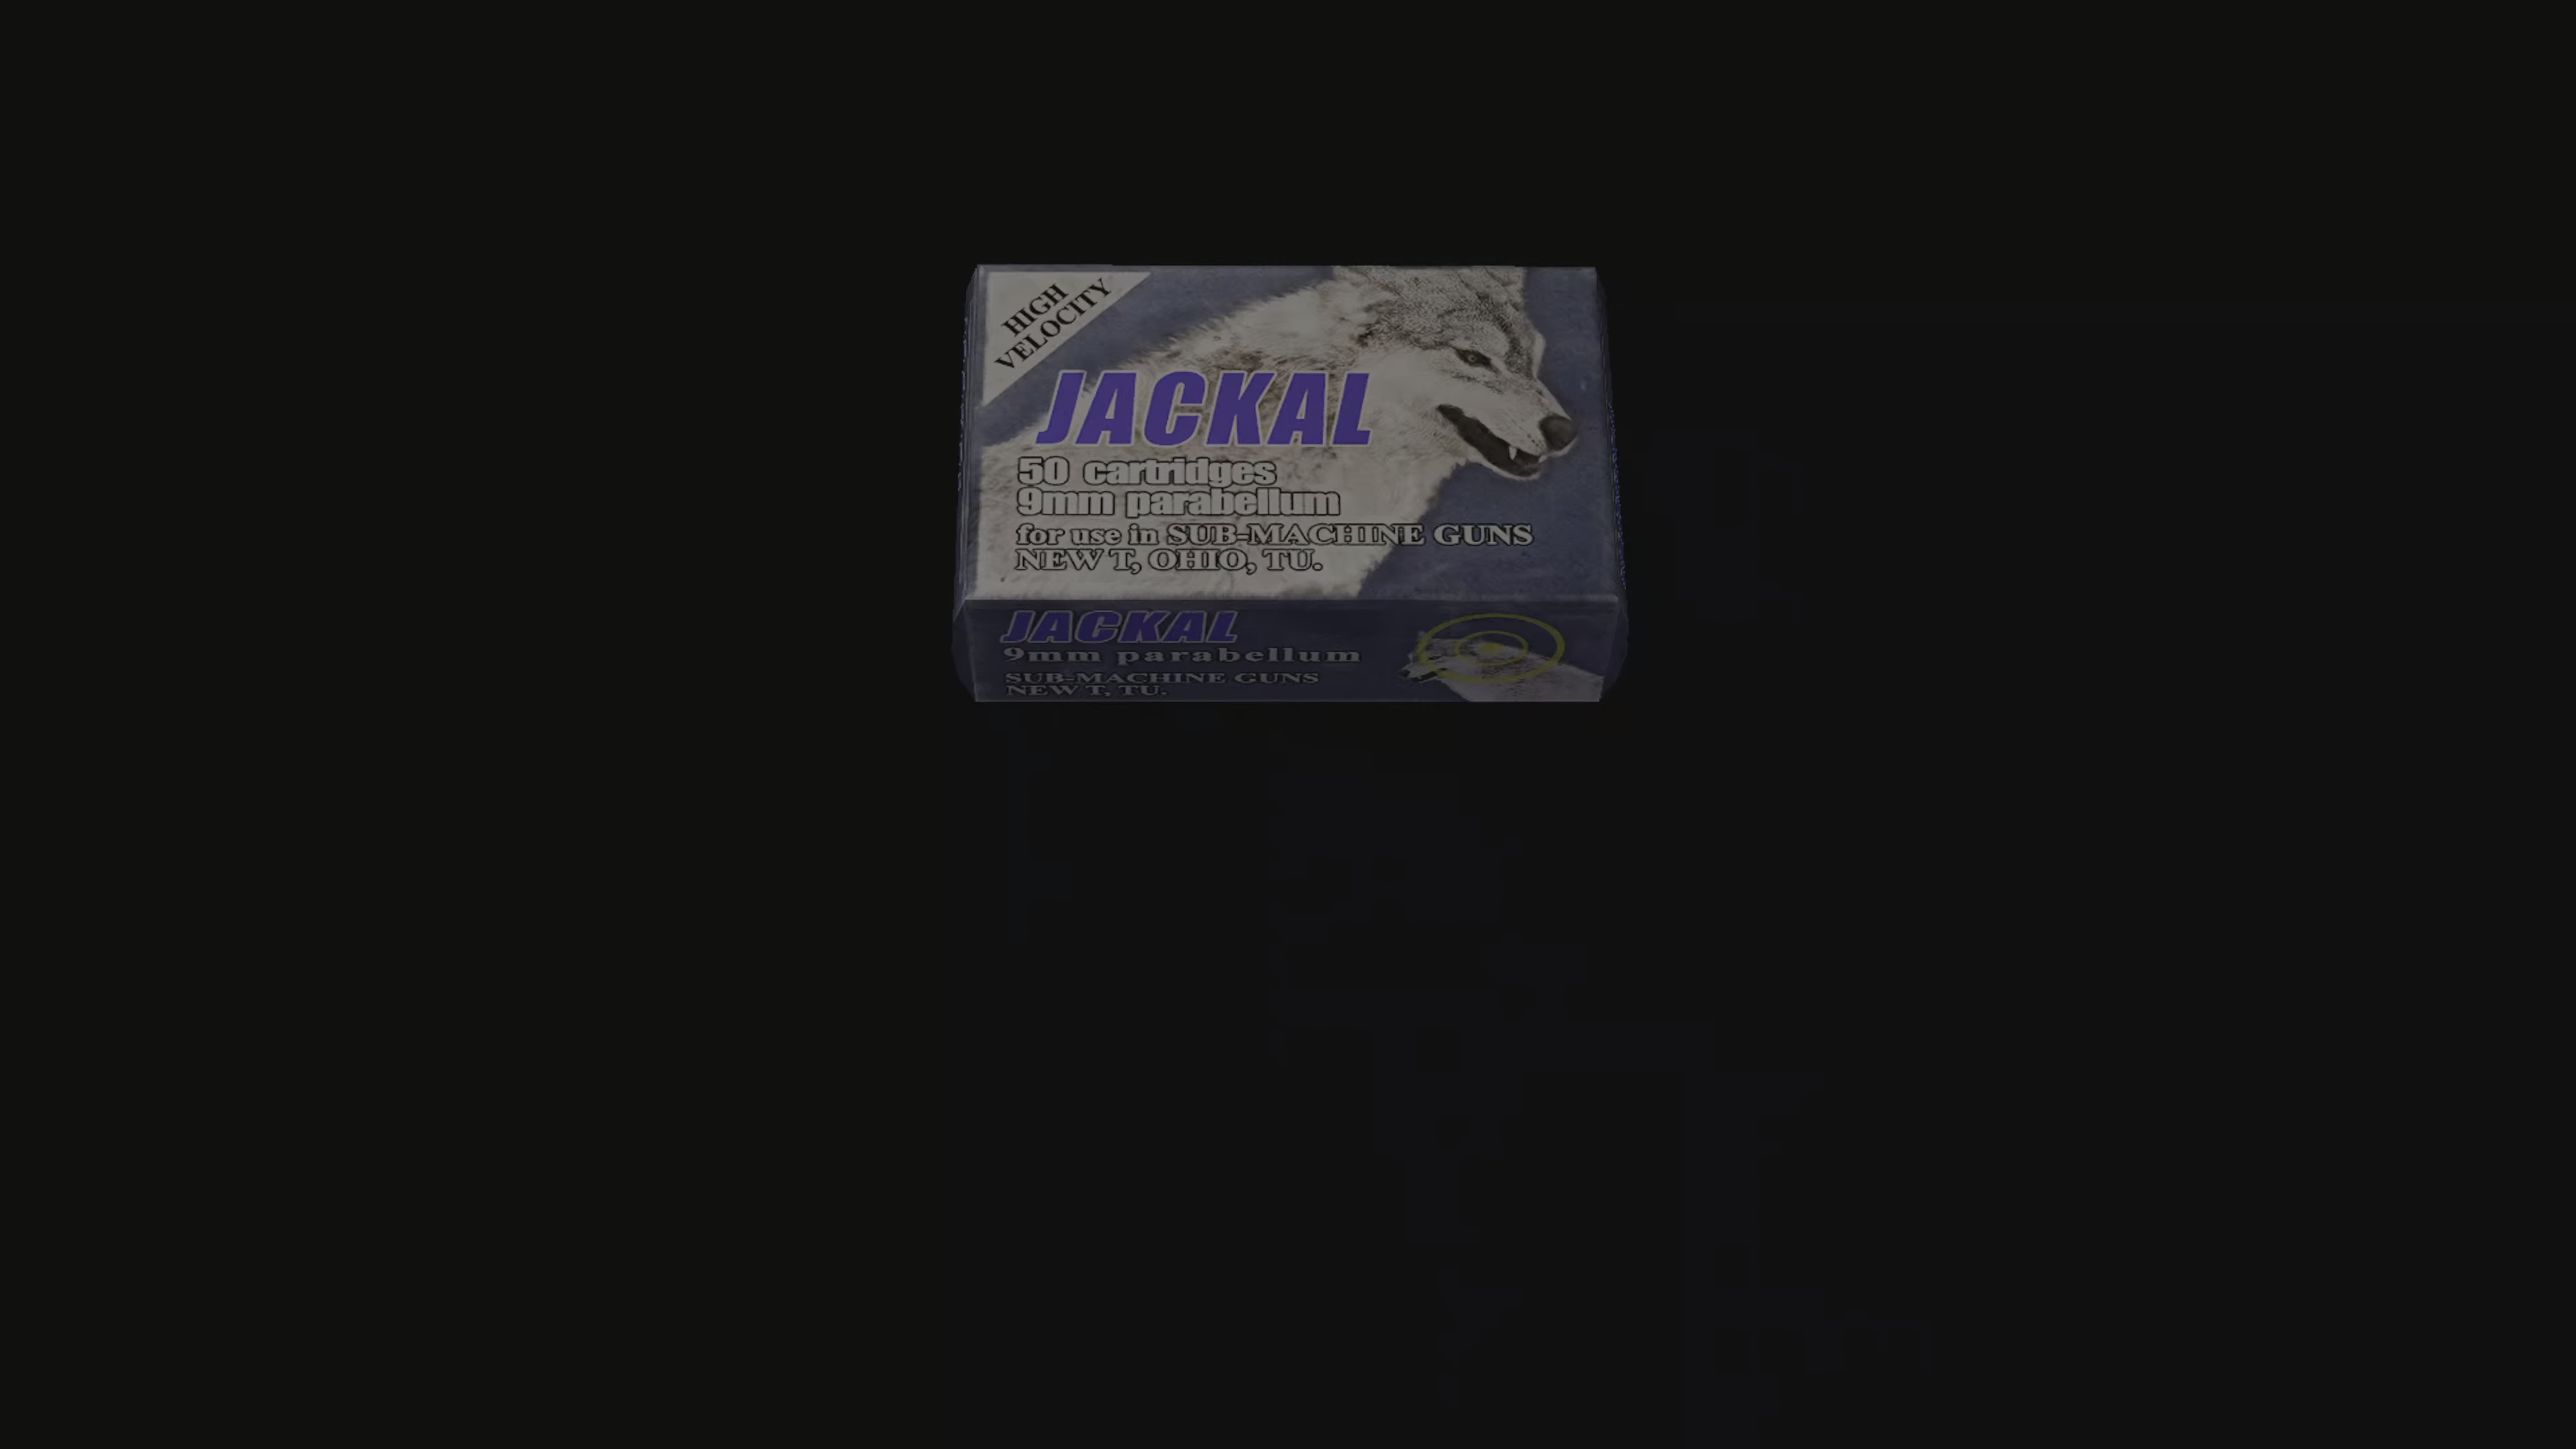 HIGH
VELOCITY
JACKAL
50 cartridges
9mm parabellum
for use in SUB-MACHINE GUNS
NEW T, OHIO, TU.
JACKAL
9mm parabellum
SUB-MACHINE GUNS
NEW T, TU.